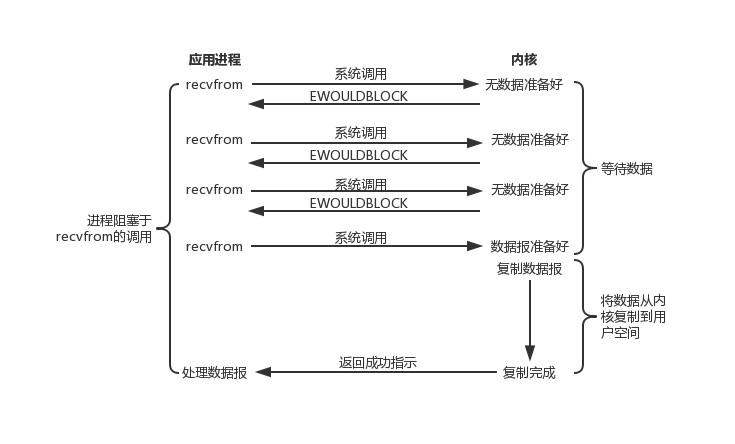 应用进程
内核
recvfrom
系统调用
无数据准备好
EWOULDBLOCK
recvfrom
系统调用
无数据准备好
EWOULDBLOCK
等待数据
recvfrom
系统调用
无数据准备好
EWOULDBLOCK
进程阻塞于
recvfrom的调用
recvfrom
系统调用
数据报准备好
复制数据报
将数据从内
核复制到用
户空间
处理数据报
返回成功指示
复制完成